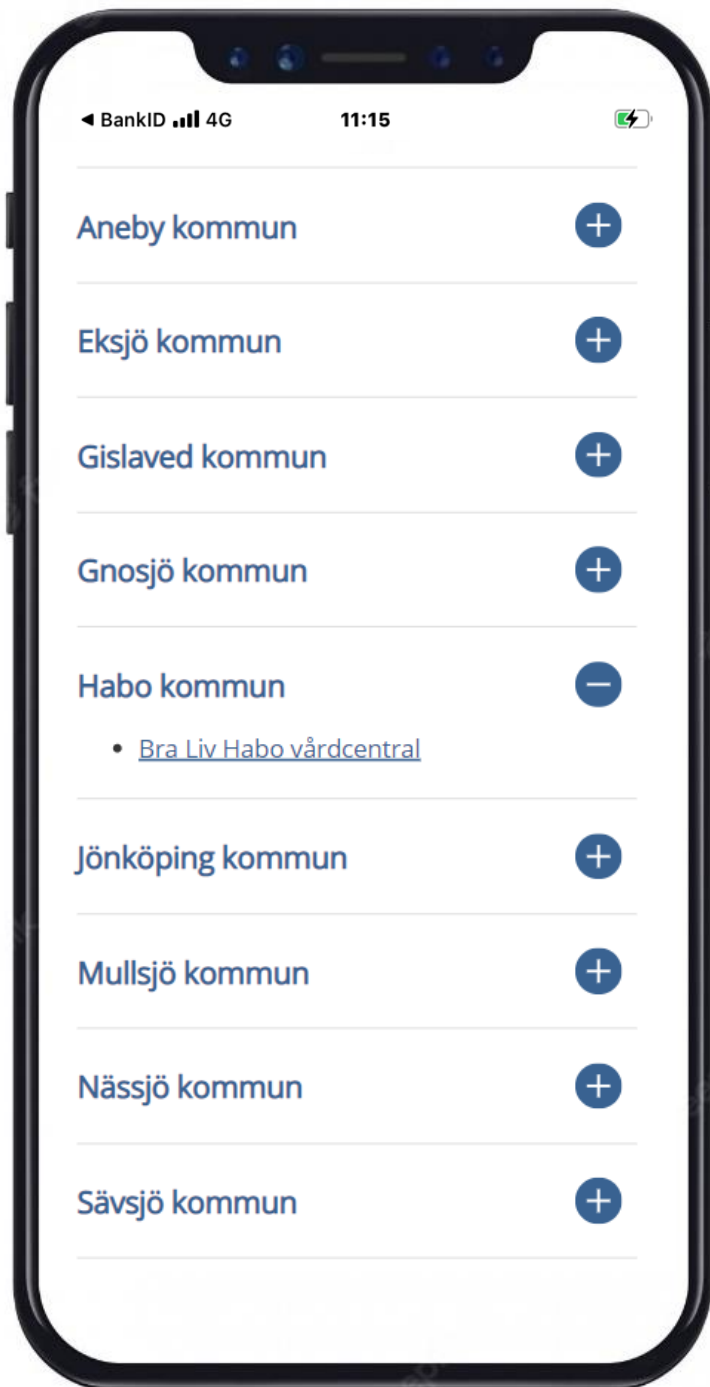 ◀ BankID 4G 11:15
Aneby kommun
Eksjö kommun
Gislaved kommun
Gnosjö kommun
Habo kommun
• Bra Liv Habo vårdcentral
Jönköping kommun
Mullsjö kommun
Nässjö kommun
Sävsjö kommun